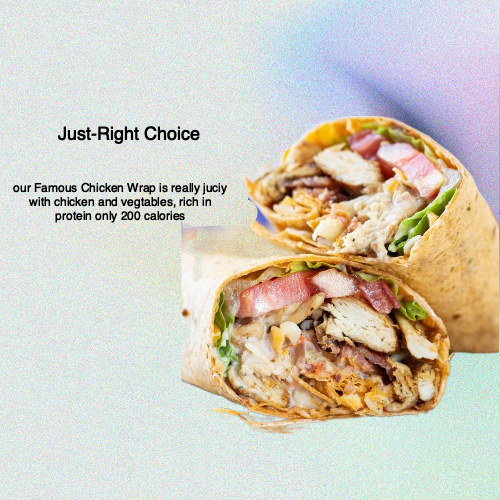 Just-Right Choice
our Famous Chicken Wrap is really juciy
with chicken and vegtables, rich in
protein only 200 calories